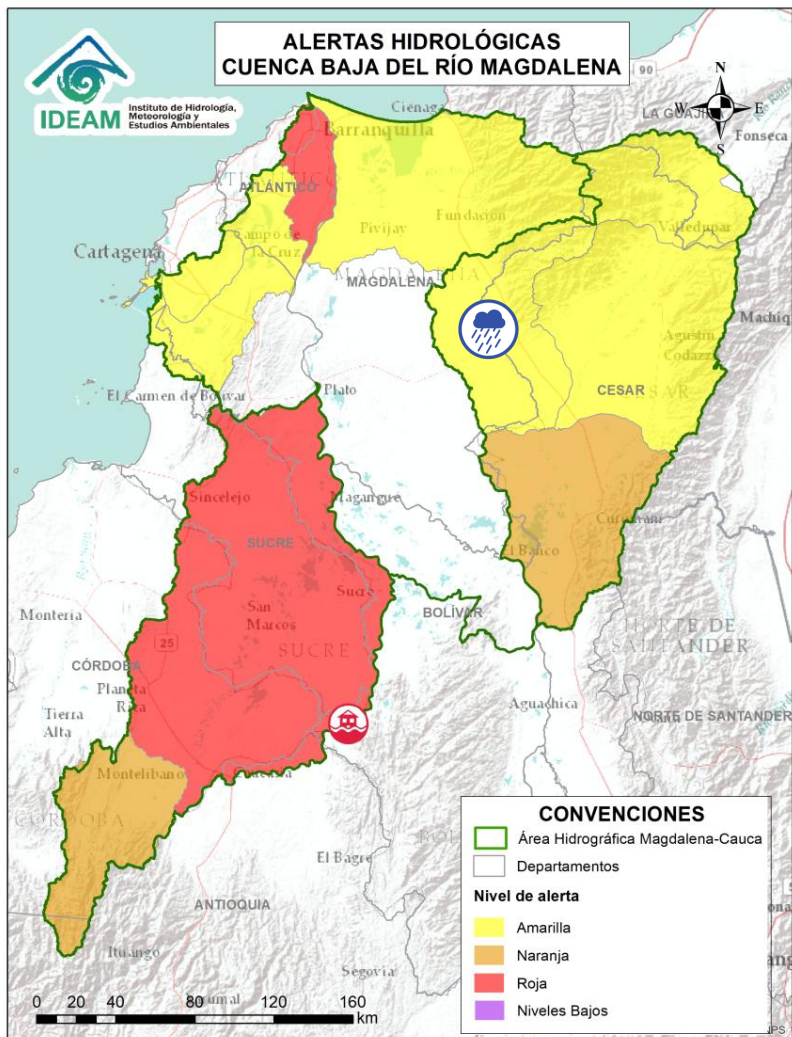 ALERTAS HIDROLÓGICAS
CUENCA BAJA DEL RÍO MAGDALENA
IDEAM
Instituto de Hidrología,
Meteorología y
Estudios Ambientales
N
W
E
S
90
Ciénaga
LA GUAJIRA
Fonseca
Barranquilla
ATLÁNTICO
Valledupar
Pivijay
Fundación
Campo de
la Cruz
Cartagena
MAGDALENA
MAGDALENA
Agustín
Codazzi
CESAR
El Carmen de Bolívar
Plato
Sincelejo
Magangué
SUCRE
Curumaní
El Banco
San
Marcos
Sucre
SUCRE
BOLÍVAR
Montería
25
CÓRDOBA
Planeta
Rica
NORTE DE
SANTANDER
Aguachica
NORTE DE SANTANDER
Tierra
Alta
Montelíbano
CÓRDOBA
El Bagre
ANTIOQUIA
Ituango
Segovia
CONVENCIONES
Área Hidrográfica Magdalena-Cauca
Departamentos
Nivel de alerta
Amarilla
Naranja
Roja
Niveles Bajos
0 20 40 80 120 160
km